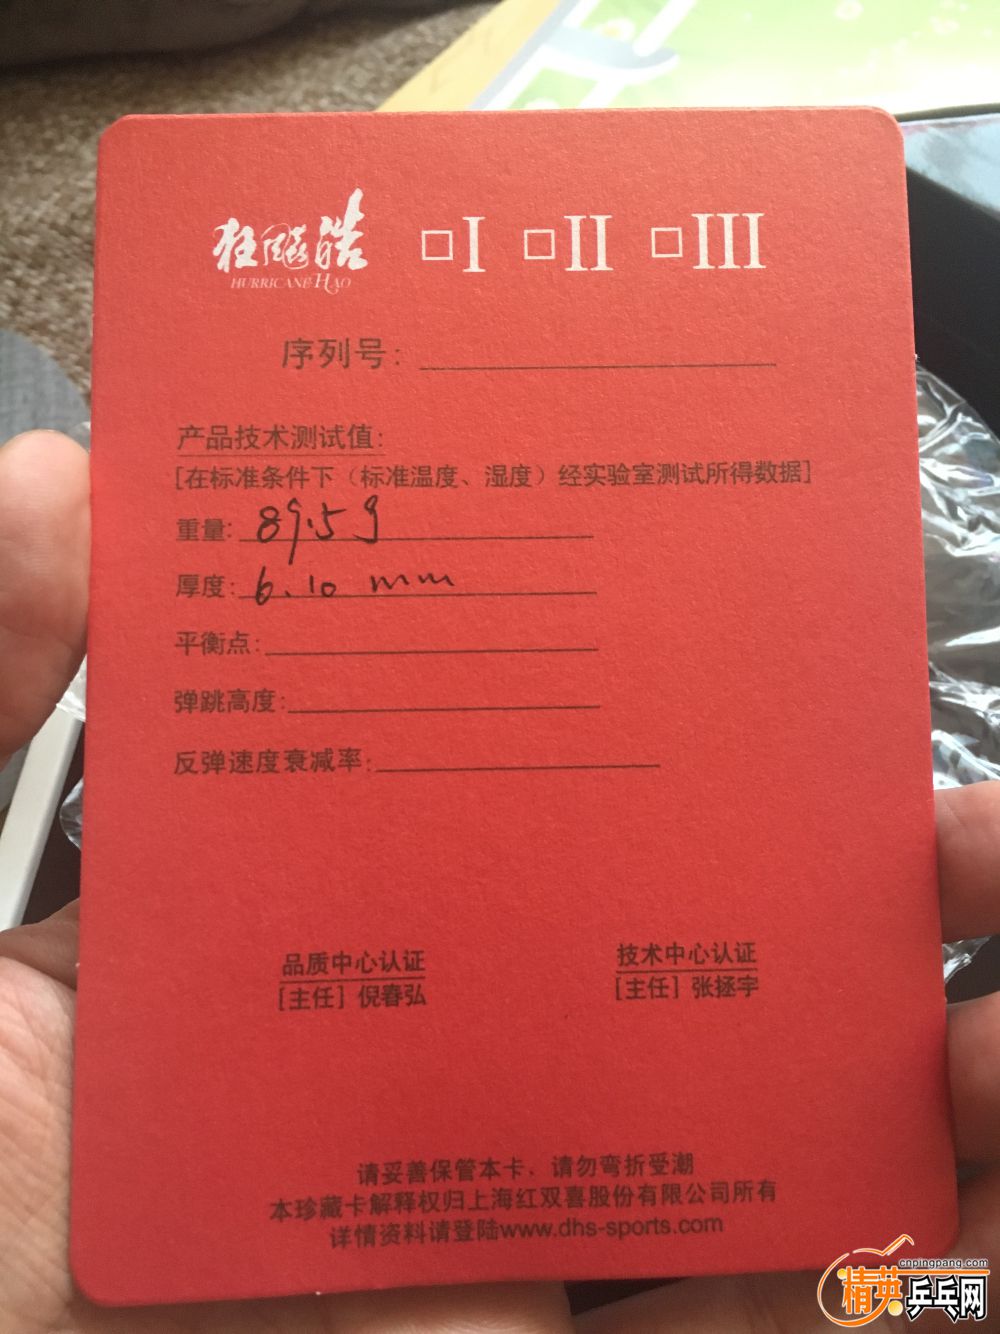 狂飚皓 □I □II □III
HURRICANE HAO
序列号：
产品技术测试值：
[在标准条件下（标准温度、湿度）经实验室测试所得数据]
重量：89.5g
厚度：6.10 mm
平衡点：
弹跳高度：
反弹速度衰减率：
品质中心认证 技术中心认证
[主任] 倪春弘 [主任] 张拯宇
请妥善保管本卡，请勿弯折受潮
本珍藏卡解释权归上海红双喜股份有限公司所有
详情资料请登陆www.dhs-sports.com
cnpingpang.com
精英乒乓网